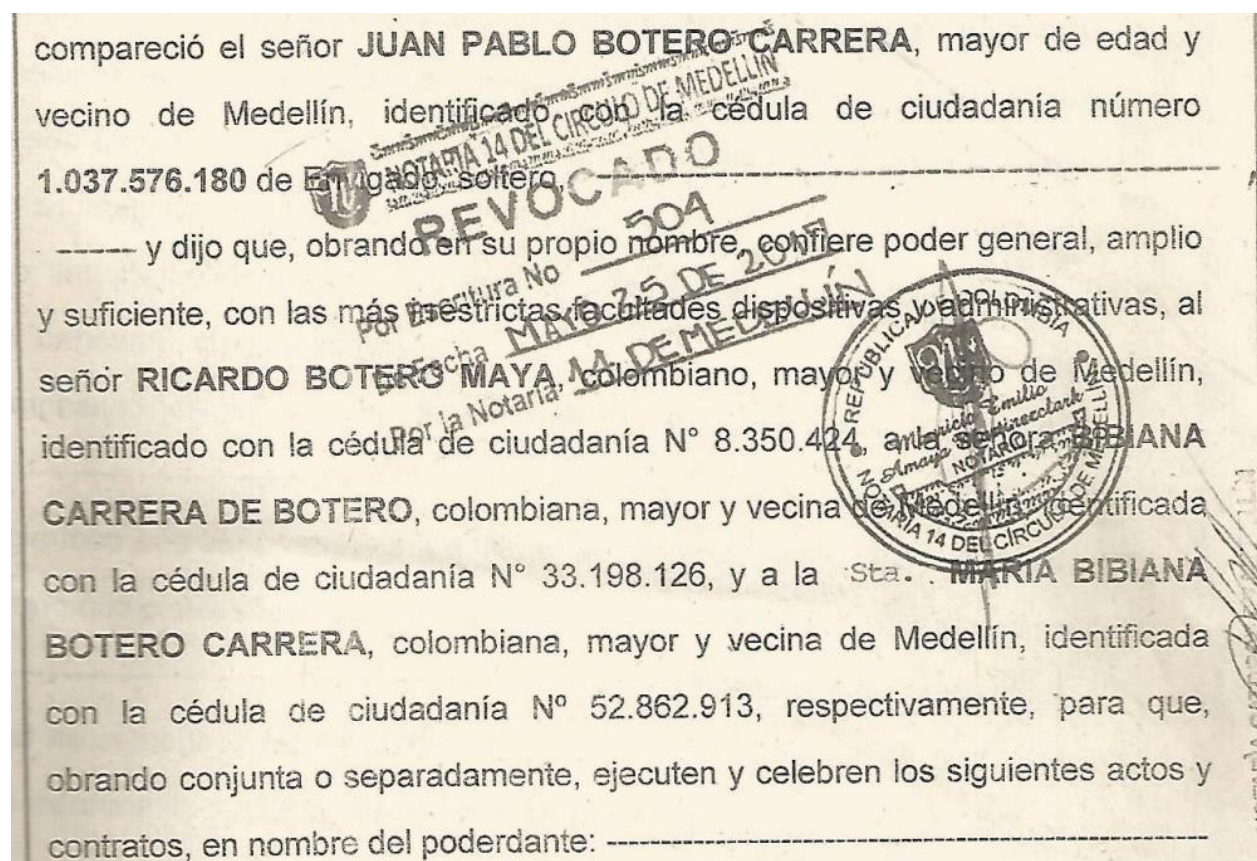 compareció el señor JUAN PABLO BOTERO CARRERA, mayor de edad y
vecino de Medellín, identificado con la cédula de ciudadanía número
1.037.576.180 de Envigado, soltero, ----------
------ y dijo que, obrando en su propio nombre, confiere poder general, amplio
y suficiente, con las más irrestrictas facultades dispositivas y administrativas, al
señor RICARDO BOTERO MAYA, colombiano, mayor y vecino de Medellín,
identificado con la cédula de ciudadanía N° 8.350.424, a la señora BIBIANA
CARRERA DE BOTERO, colombiana, mayor y vecina de Medellín, identificada
con la cédula de ciudadanía N° 33.198.126, y a la Sta. MARIA BIBIANA
BOTERO CARRERA, colombiana, mayor y vecina de Medellín, identificada
con la cédula de ciudadanía Nº 52.862.913, respectivamente, para que,
obrando conjunta o separadamente, ejecuten y celebren los siguientes actos y
contratos, en nombre del poderdante: ----------
NOTARIA 14 DEL CIRCULO DE MEDELLIN
REVOCADO
Por Escritura No 504
De Fecha MAYO 25 DE
Por la Notaria 14 DE MEDELLÍN
REPUBLICA DE COLOMBIA
Mauricio Emilio
Amaya
NOTARIO
NOTARIA 14 DEL CÍRCULO DE MEDELLÍN